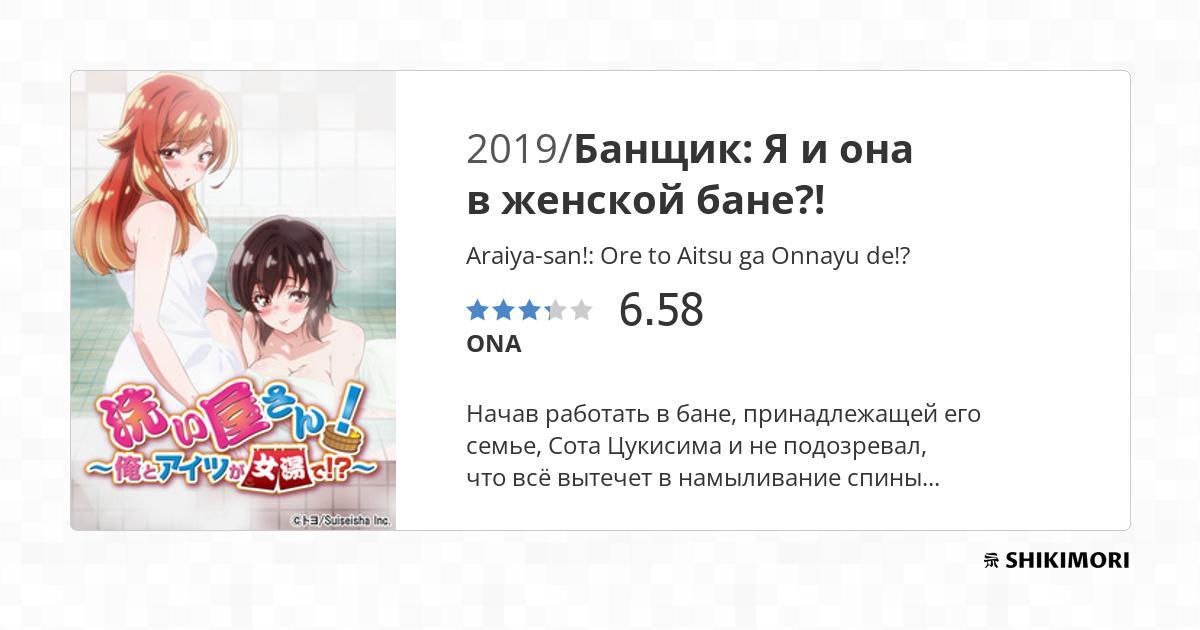 洗い屋さん!
～俺とアイツが女湯で!?～
©トヨ/Suiseisha Inc.
2019/Банщик: Я и она
в женской бане?!
Araiya-san!: Ore to Aitsu ga Onnayu de!?
6.58
ONA
Начав работать в бане, принадлежащей его
семье, Сота Цукисима и не подозревал,
что всё вытечет в намыливание спины...
SHIKIMORI